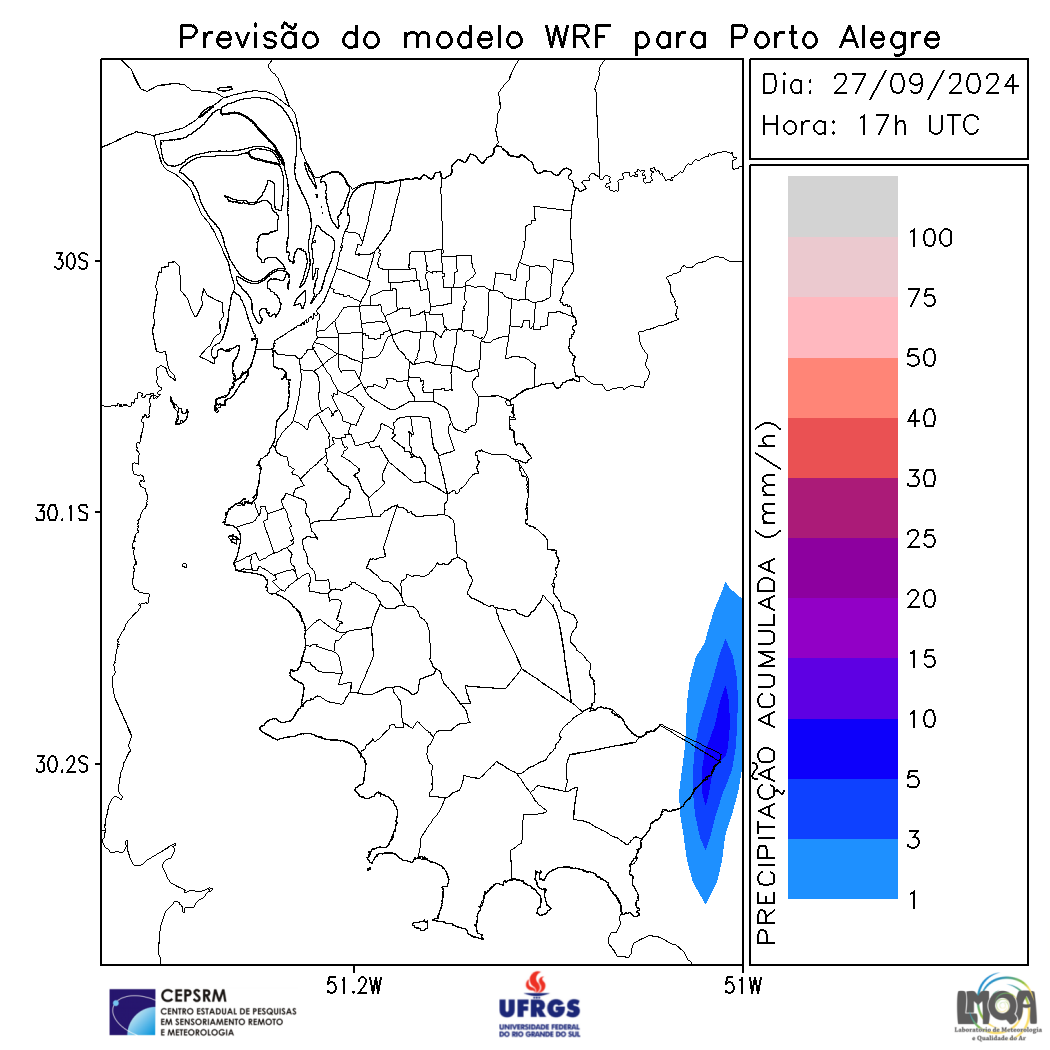 Previsão do modelo WRF para Porto Alegre
Dia: 27/09/2024
Hora: 17h UTC
30S
30.1S
30.2S
51.2W
51W
PRECIPITAÇÃO ACUMULADA (mm/h)
100
75
50
40
30
25
20
15
10
5
3
1
CEPSRM
CENTRO ESTADUAL DE PESQUISAS
EM SENSORIAMENTO REMOTO
E METEOROLOGIA
UFRGS
UNIVERSIDADE FEDERAL
DO RIO GRANDE DO SUL
LMQA
Laboratório de Meteorologia
e Qualidade do Ar